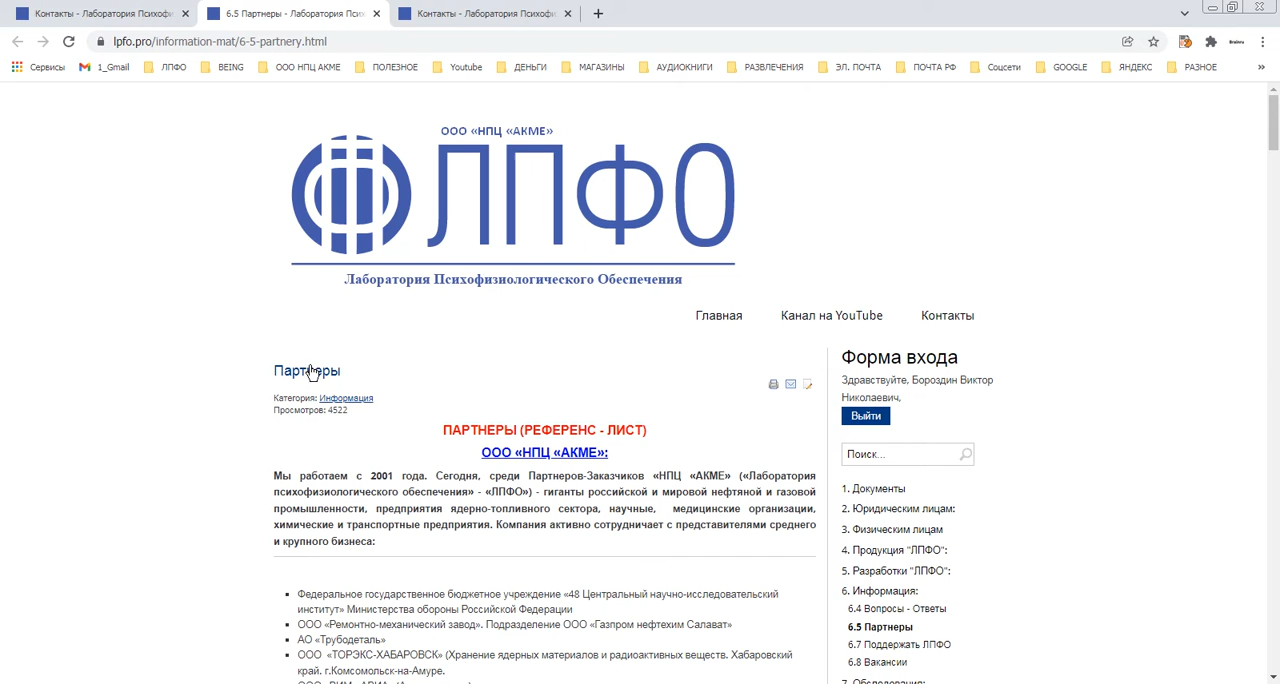 Контакты - Лаборатория Психофи
6.5 Партнеры - Лаборатория Пси
Контакты - Лаборатория Психофи
lpfo.pro/information-mat/6-5-partnery.html
Сервисы 1_Gmail ЛПФО BEING ООО НПЦ АКМЕ ПОЛЕЗНОЕ Youtube ДЕНЬГИ МАГАЗИНЫ АУДИОКНИГИ РАЗВЛЕЧЕНИЯ ЭЛ. ПОЧТА ПОЧТА РФ Соцсети GOOGLE ЯНДЕКС РАЗНОЕ »
ООО «НПЦ «АКМЕ»
ЛПФО
Лаборатория Психофизиологического Обеспечения
Главная Канал на YouTube Контакты
Партнеры
Категория: Информация
Просмотров: 4522
ПАРТНЕРЫ (РЕФЕРЕНС - ЛИСТ)
ООО «НПЦ «АКМЕ»:
Мы работаем с 2001 года. Сегодня, среди Партнеров-Заказчиков «НПЦ «АКМЕ» («Лаборатория
психофизиологического обеспечения» - «ЛПФО») - гиганты российской и мировой нефтяной и газовой
промышленности, предприятия ядерно-топливного сектора, научные, медицинские организации,
химические и транспортные предприятия. Компания активно сотрудничает с представителями среднего
и крупного бизнеса:
Федеральное государственное бюджетное учреждение «48 Центральный научно-исследовательский
институт» Министерства обороны Российской Федерации
ООО «Ремонтно-механический завод». Подразделение ООО «Газпром нефтехим Салават»
АО «Трубодеталь»
ООО «ТОРЭКС-ХАБАРОВСК» (Хранение ядерных материалов и радиоактивных веществ. Хабаровский
край. г.Комсомольск-на-Амуре.
Форма входа
Здравствуйте, Бороздин Виктор
Николаевич,
Выйти
Поиск...
1. Документы
2. Юридическим лицам:
3. Физическим лицам
4. Продукция "ЛПФО":
5. Разработки "ЛПФО":
6. Информация:
6.4 Вопросы - Ответы
6.5 Партнеры
6.7 Поддержать ЛПФО
6.8 Вакансии
7. Обследования: